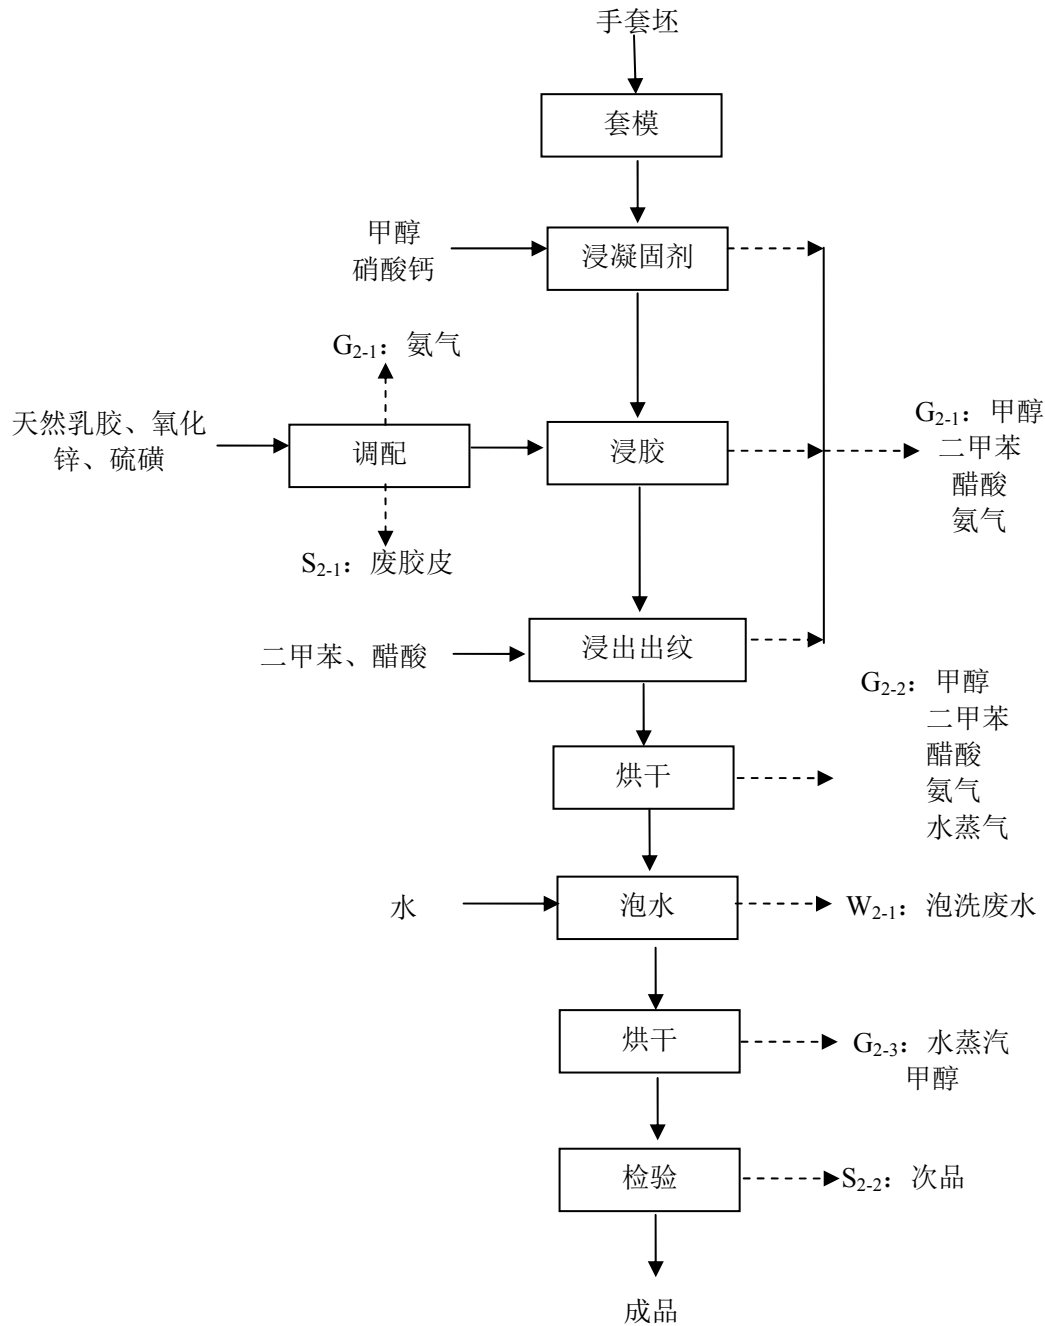 手套坯
套模
甲醇
硝酸钙
浸凝固剂
G2-1：氨气
天然乳胶、氧化
锌、硫磺
调配
浸胶
G2-1：甲醇
二甲苯
醋酸
氨气
S2-1：废胶皮
二甲苯、醋酸
浸出出纹
G2-2：甲醇
二甲苯
醋酸
氨气
水蒸气
烘干
水
泡水
W2-1：泡洗废水
烘干
G2-3：水蒸汽
甲醇
检验
S2-2：次品
成品